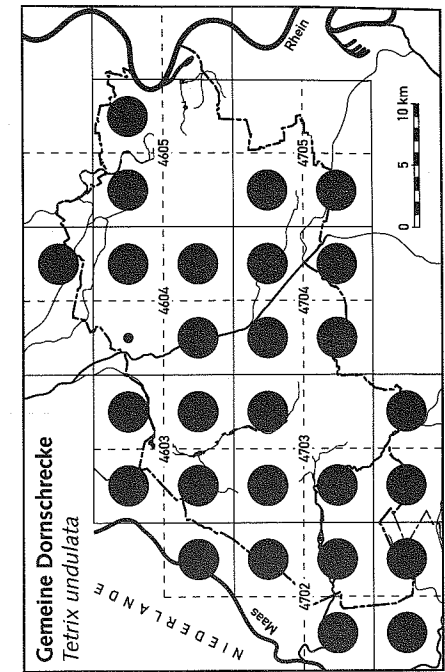 Gemeine Dornschrecke
Tetrix undulata
NIEDERLANDE
Maas
Rhein
4603
4604
4605
4702
4703
4704
4705
0 5 10 km